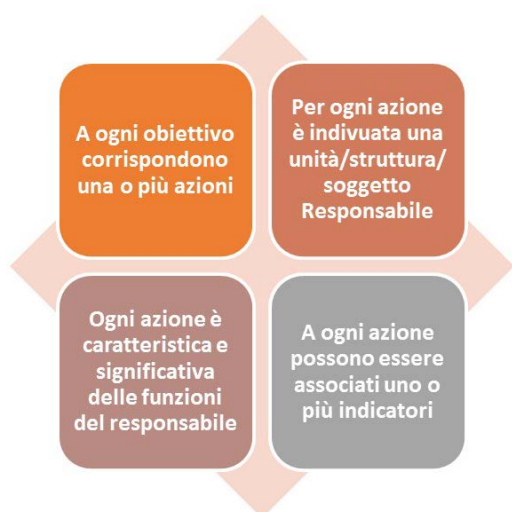 A ogni obiettivo
corrispondono
una o più azioni
Per ogni azione
è indivuata una
unità/struttura/
soggetto
Responsabile
Ogni azione è
caratteristica e
significativa
delle funzioni
del responsabile
A ogni azione
possono essere
associati uno o
più indicatori